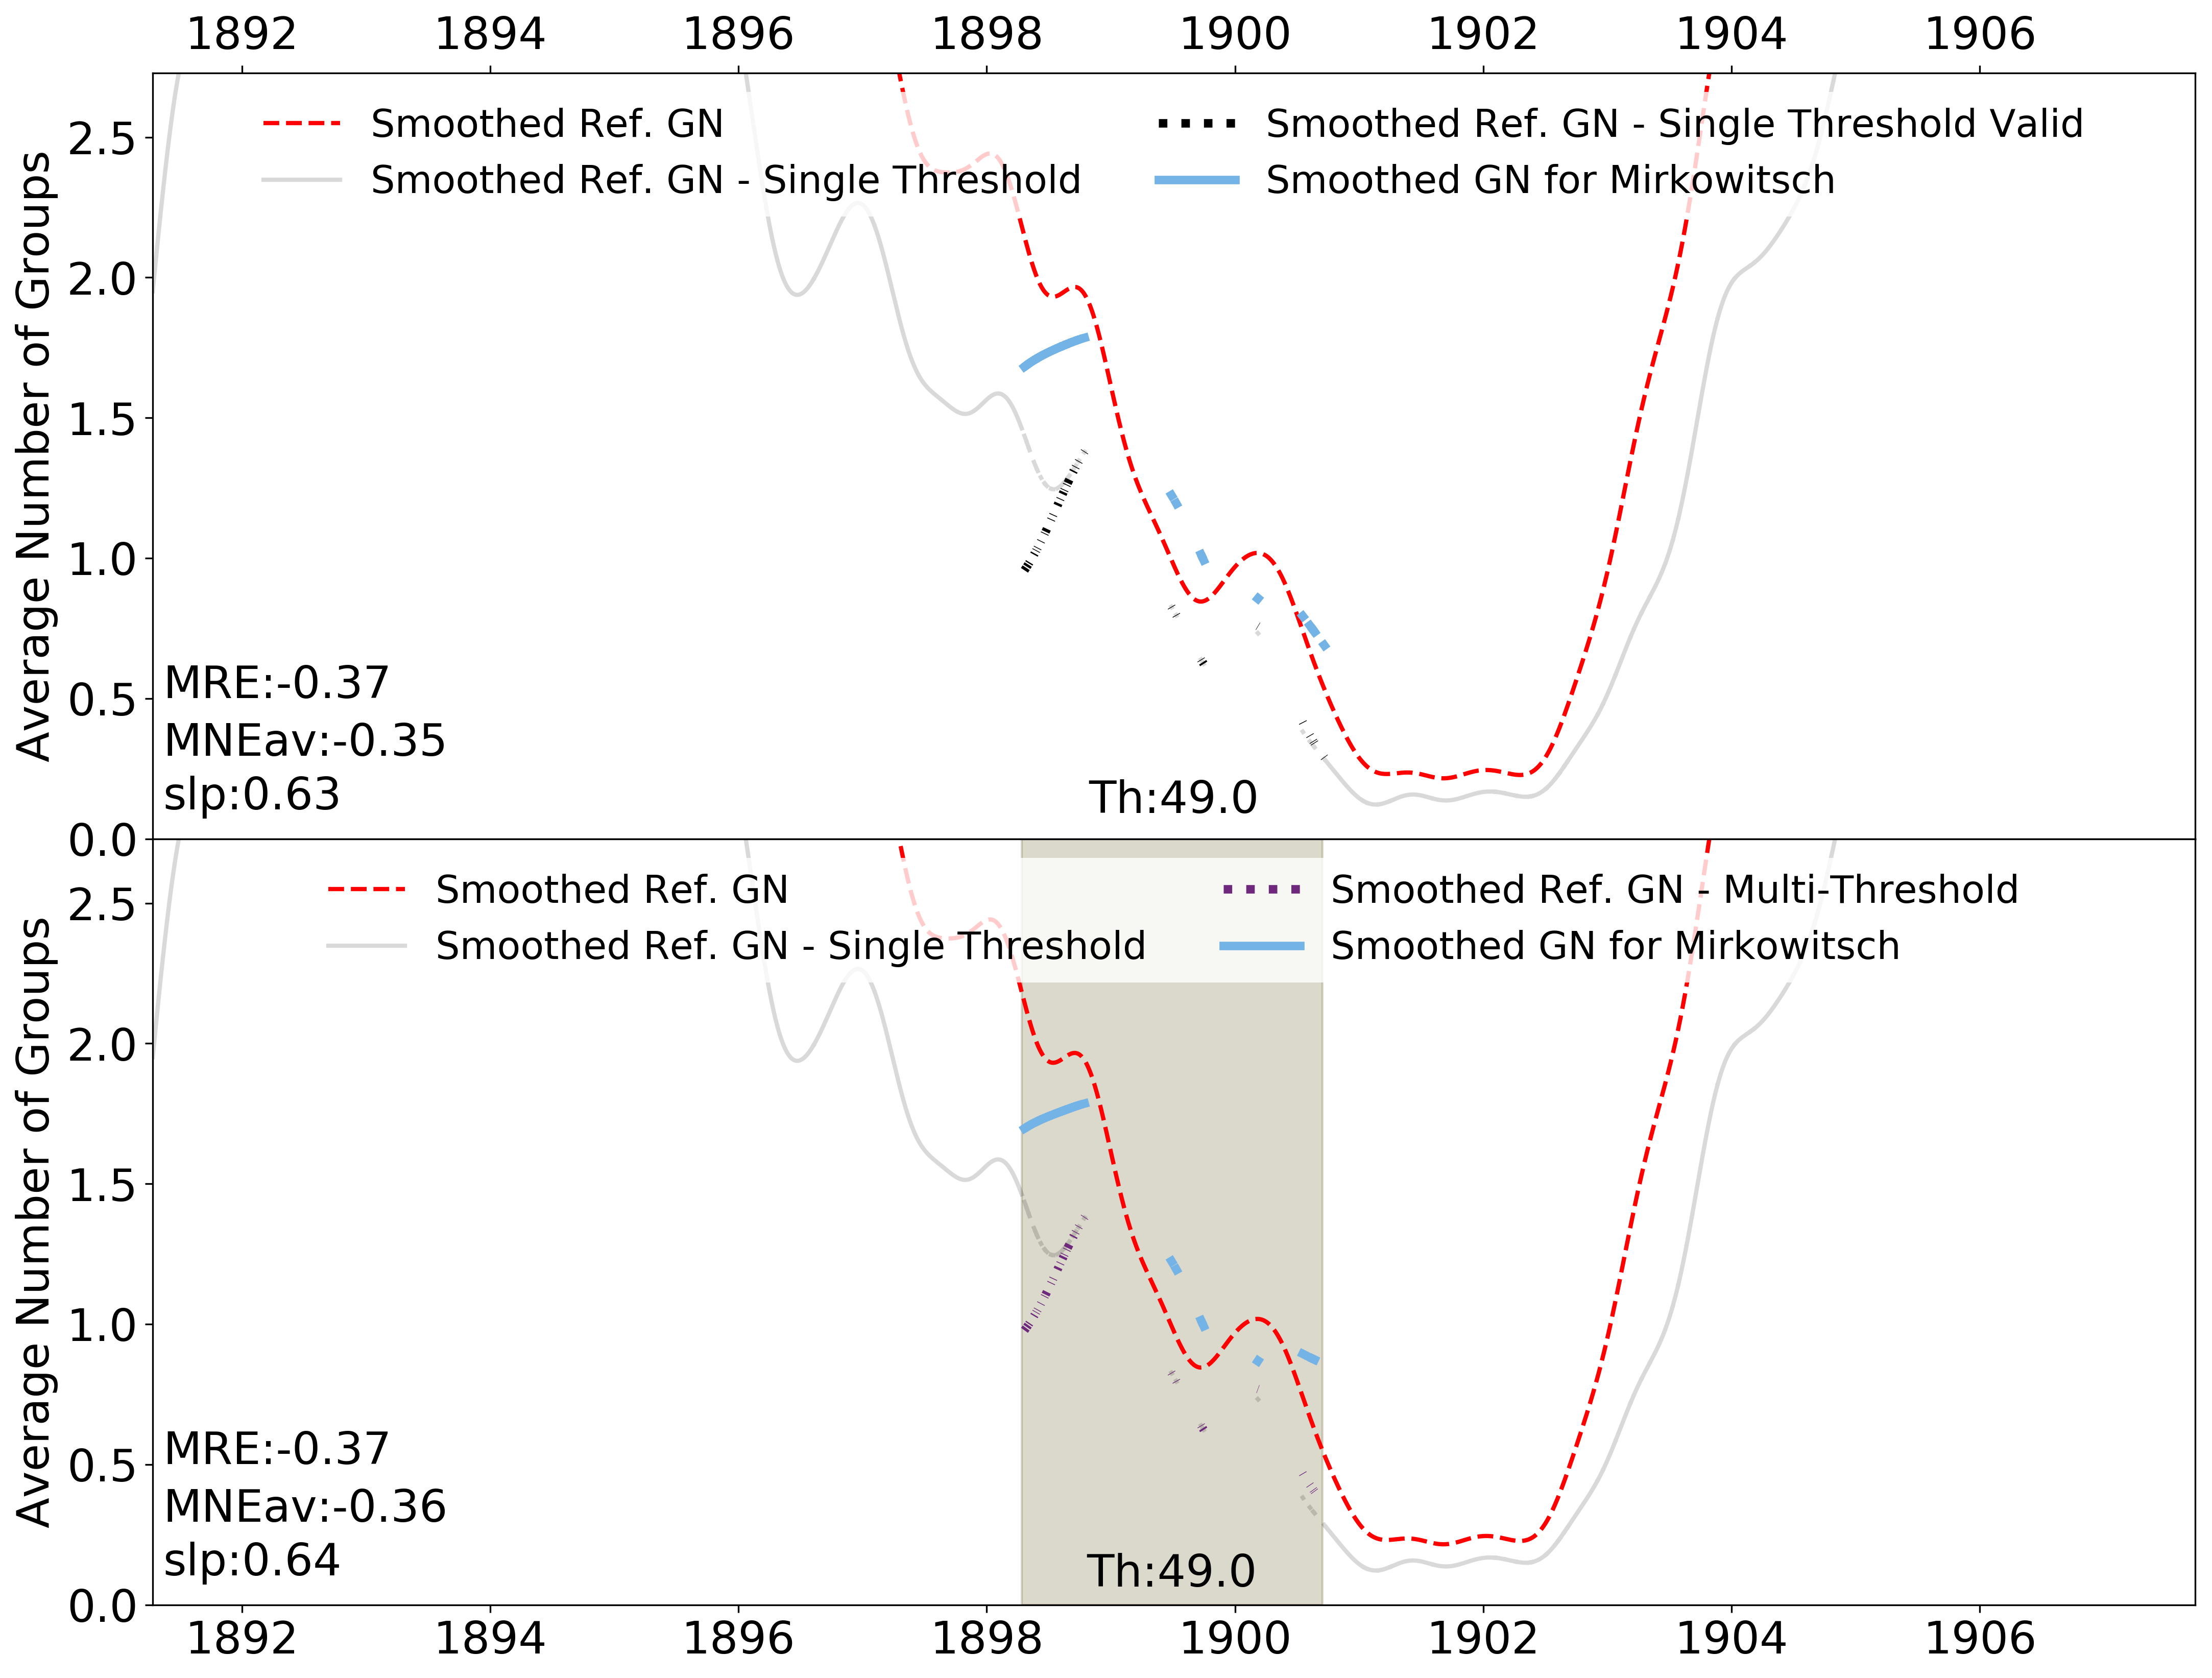 1892 1894 1896 1898 1900 1902 1904 1906
Smoothed Ref. GN
Smoothed Ref. GN - Single Threshold
Smoothed Ref. GN - Single Threshold Valid
Smoothed GN for Mirkowitsch
Average Number of Groups
2.5
2.0
1.5
1.0
0.5
0.0
MRE:-0.37
MNEav:-0.35
slp:0.63
Th:49.0
Smoothed Ref. GN
Smoothed Ref. GN - Single Threshold
Smoothed Ref. GN - Multi-Threshold
Smoothed GN for Mirkowitsch
Average Number of Groups
2.5
2.0
1.5
1.0
0.5
0.0
MRE:-0.37
MNEav:-0.36
slp:0.64
Th:49.0
1892 1894 1896 1898 1900 1902 1904 1906